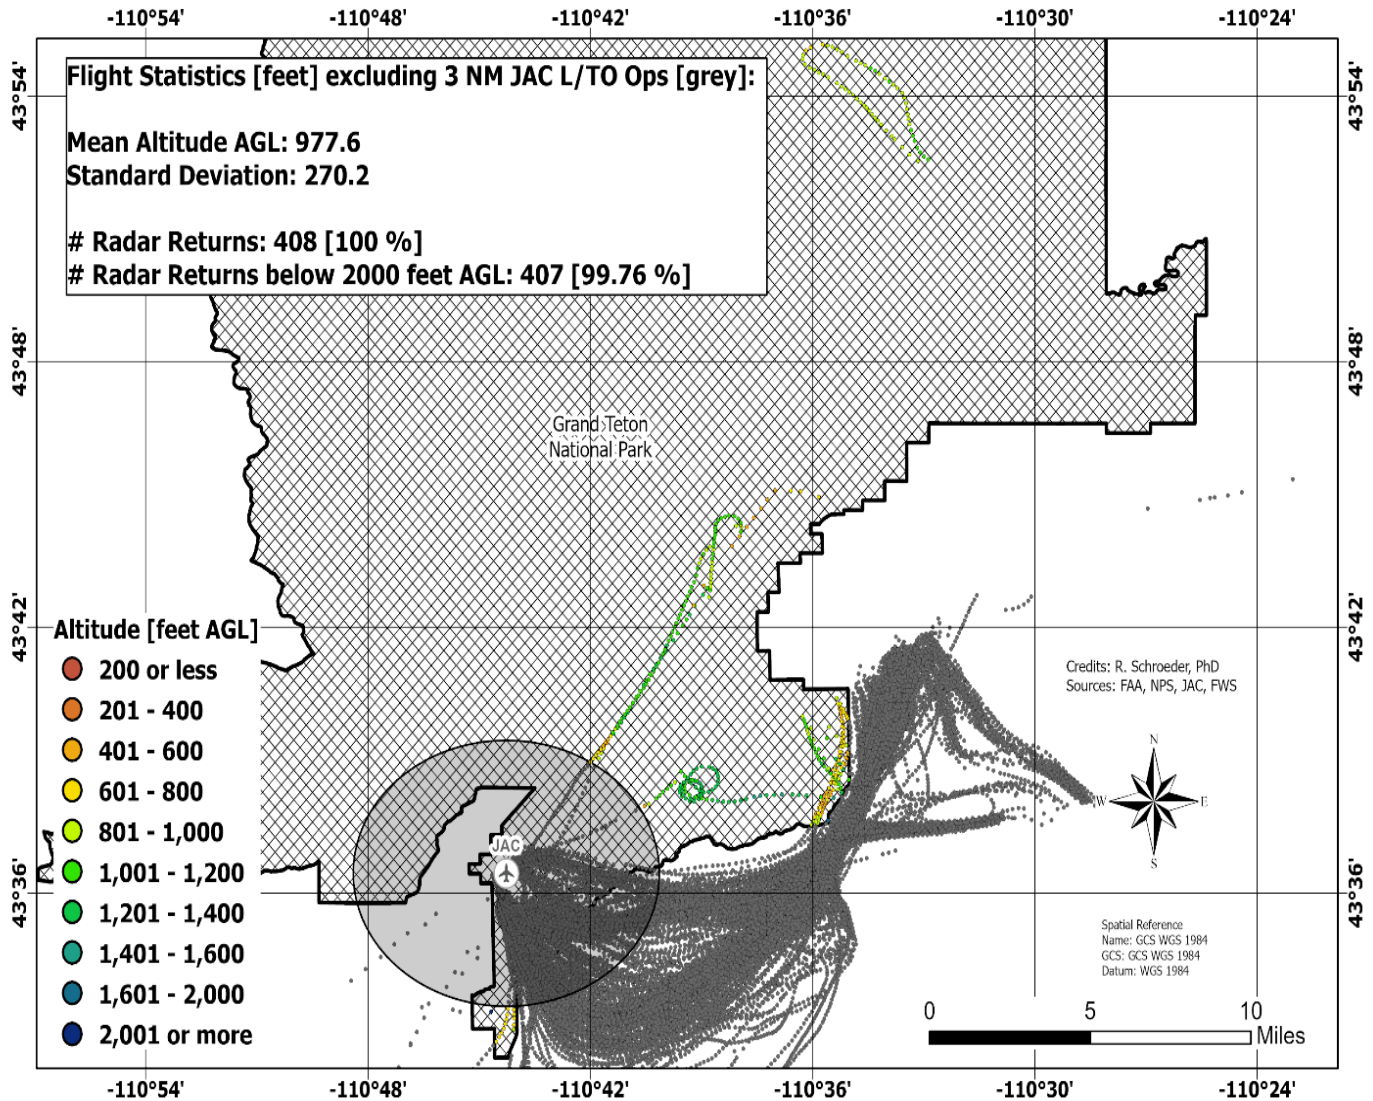 -110°54'
-110°48'
-110°42'
-110°36'
-110°30'
-110°24'
43°54'
43°54'
Flight Statistics [feet] excluding 3 NM JAC L/TO Ops [grey]:
Mean Altitude AGL: 977.6
Standard Deviation: 270.2
# Radar Returns: 408 [100 %]
# Radar Returns below 2000 feet AGL: 407 [99.76 %]
43°48'
43°48'
Grand Teton
National Park
43°42'
43°42'
Altitude [feet AGL]
200 or less
201 - 400
401 - 600
601 - 800
801 - 1,000
1,001 - 1,200
1,201 - 1,400
1,401 - 1,600
1,601 - 2,000
2,001 or more
Credits: R. Schroeder, PhD
Sources: FAA, NPS, JAC, FWS
N
W
E
S
JAC
43°36'
43°36'
Spatial Reference
Name: GCS WGS 1984
GCS: GCS WGS 1984
Datum: WGS 1984
0
5
10
Miles
-110°54'
-110°48'
-110°42'
-110°36'
-110°30'
-110°24'